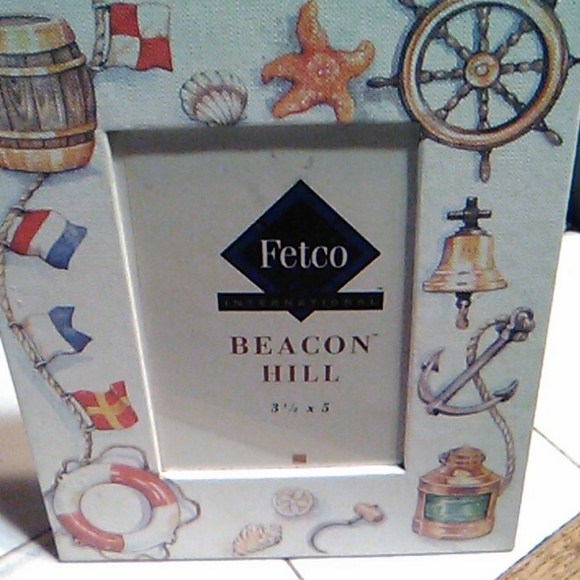 Fetco
INTERNATIONAL
BEACON™
HILL
3½ x 5